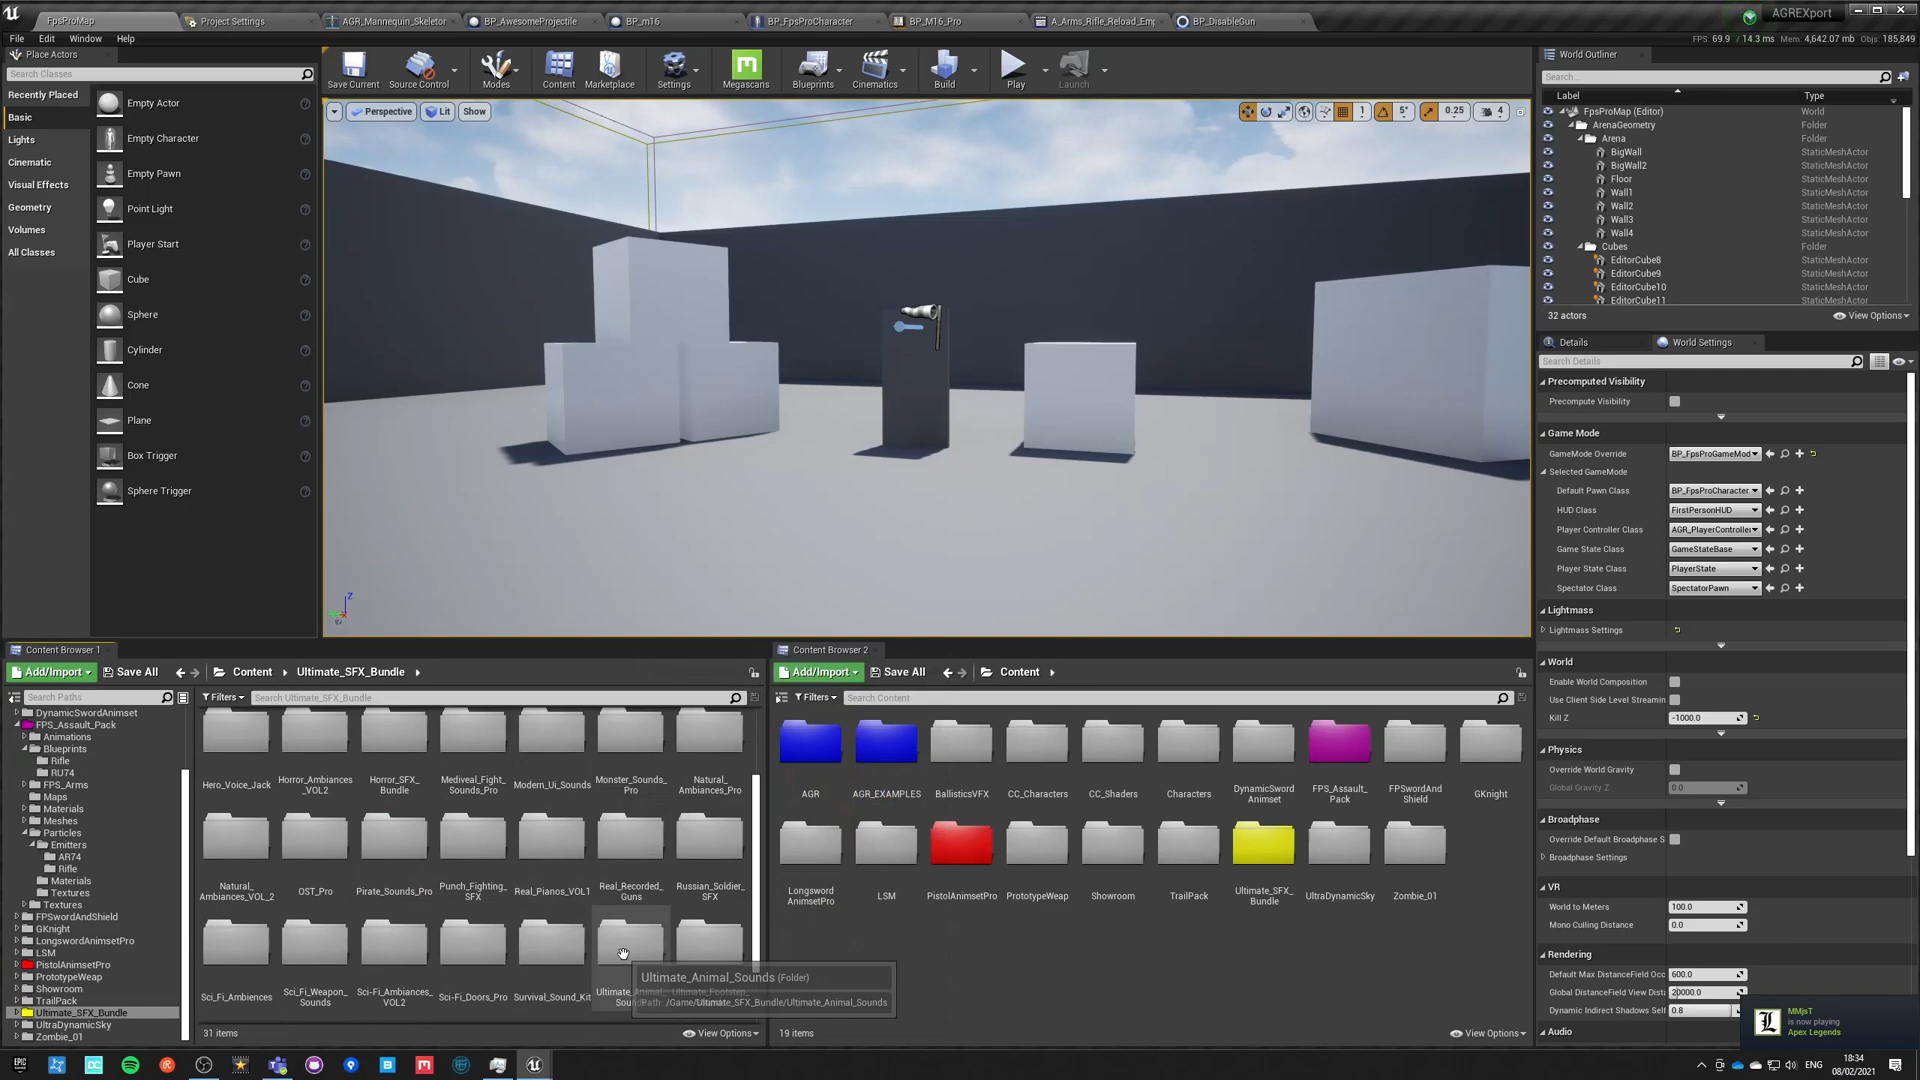 FpsProMap
Project Settings
AGR_Mannequin_Skeleton
BP_AwesomeProjectile
BP_m16
BP_FpsProCharacter
BP_M16_Pro
A_Arms_Rifle_Reload_Emp
BP_DisableGun
AGREXport
File Edit Window Help
FPS: 69.9 / 14.3 ms Mem: 4,642.07 mb Objs: 185,849
Place Actors
Search Classes
Recently Placed
Basic
Lights
Cinematic
Visual Effects
Geometry
Volumes
All Classes
Empty Actor
Empty Character
Empty Pawn
Point Light
Player Start
Cube
Sphere
Cylinder
Cone
Plane
Box Trigger
Sphere Trigger
Save Current
Source Control
Modes
Content
Marketplace
Settings
Megascans
Blueprints
Cinematics
Build
Play
Launch
Perspective
Lit
Show
1
5°
0.25
4
Z
World Outliner
Search...
Label Type
FpsProMap (Editor) World
ArenaGeometry Folder
Arena Folder
BigWall StaticMeshActor
BigWall2 StaticMeshActor
Floor StaticMeshActor
Wall1 StaticMeshActor
Wall2 StaticMeshActor
Wall3 StaticMeshActor
Wall4 StaticMeshActor
Cubes Folder
EditorCube8 StaticMeshActor
EditorCube9 StaticMeshActor
EditorCube10 StaticMeshActor
EditorCube11 StaticMeshActor
32 actors
View Options
Details
World Settings
Search Details
Precomputed Visibility
Precompute Visibility
Game Mode
GameMode Override BP_FpsProGameMod
Selected GameMode
Default Pawn Class BP_FpsProCharacter
HUD Class FirstPersonHUD
Player Controller Class AGR_PlayerController
Game State Class GameStateBase
Player State Class PlayerState
Spectator Class SpectatorPawn
Lightmass
Lightmass Settings
World
Enable World Composition
Use Client Side Level Streamin
Kill Z -1000.0
Physics
Override World Gravity
Global Gravity Z 0.0
Broadphase
Override Default Broadphase S
Broadphase Settings
VR
World to Meters 100.0
Mono Culling Distance 0.0
Rendering
Default Max DistanceField Occ 600.0
Global DistanceField View Dista 20000.0
Dynamic Indirect Shadows Self 0.8
Audio
Content Browser 1
Add/Import
Save All
Content
Ultimate_SFX_Bundle
Search Paths
Filters
Search Ultimate_SFX_Bundle
DynamicSwordAnimset
FPS_Assault_Pack
Animations
Blueprints
Rifle
RU74
FPS_Arms
Maps
Materials
Meshes
Particles
Emitters
AR74
Rifle
Materials
Textures
Textures
FPSwordAndShield
GKnight
LongswordAnimsetPro
LSM
PistolAnimsetPro
PrototypeWeap
Showroom
TrailPack
Ultimate_SFX_Bundle
UltraDynamicSky
Zombie_01
Hero_Voice_Jack
Horror_Ambiances_VOL2
Horror_SFX_Bundle
Mediveal_Fight_Sounds_Pro
Modern_Ui_Sounds
Monster_Sounds_Pro
Natural_Ambiances_Pro
Natural_Ambiances_VOL_2
OST_Pro
Pirate_Sounds_Pro
Punch_Fighting_SFX
Real_Pianos_VOL1
Real_Recorded_Guns
Russian_Soldier_SFX
Sci_Fi_Ambiences
Sci_Fi_Weapon_Sounds
Sci-Fi_Ambiences_VOL2
Sci-Fi_Doors_Pro
Survival_Sound_Kit
Ultimate_Animal_Sounds (Folder)
Path: /Game/Ultimate_SFX_Bundle/Ultimate_Animal_Sounds
31 items
View Options
Content Browser 2
Add/Import
Save All
Content
Filters
Search Content
AGR
AGR_EXAMPLES
BallisticsVFX
CC_Characters
CC_Shaders
Characters
DynamicSword Animset
FPS_Assault_Pack
FPSwordAnd Shield
GKnight
Longsword AnimsetPro
LSM
PistolAnimsetPro
PrototypeWeap
Showroom
TrailPack
Ultimate_SFX_Bundle
UltraDynamicSky
Zombie_01
19 items
View Options
MMjsT
is now playing
Apex Legends
ENG
18:34
08/02/2021